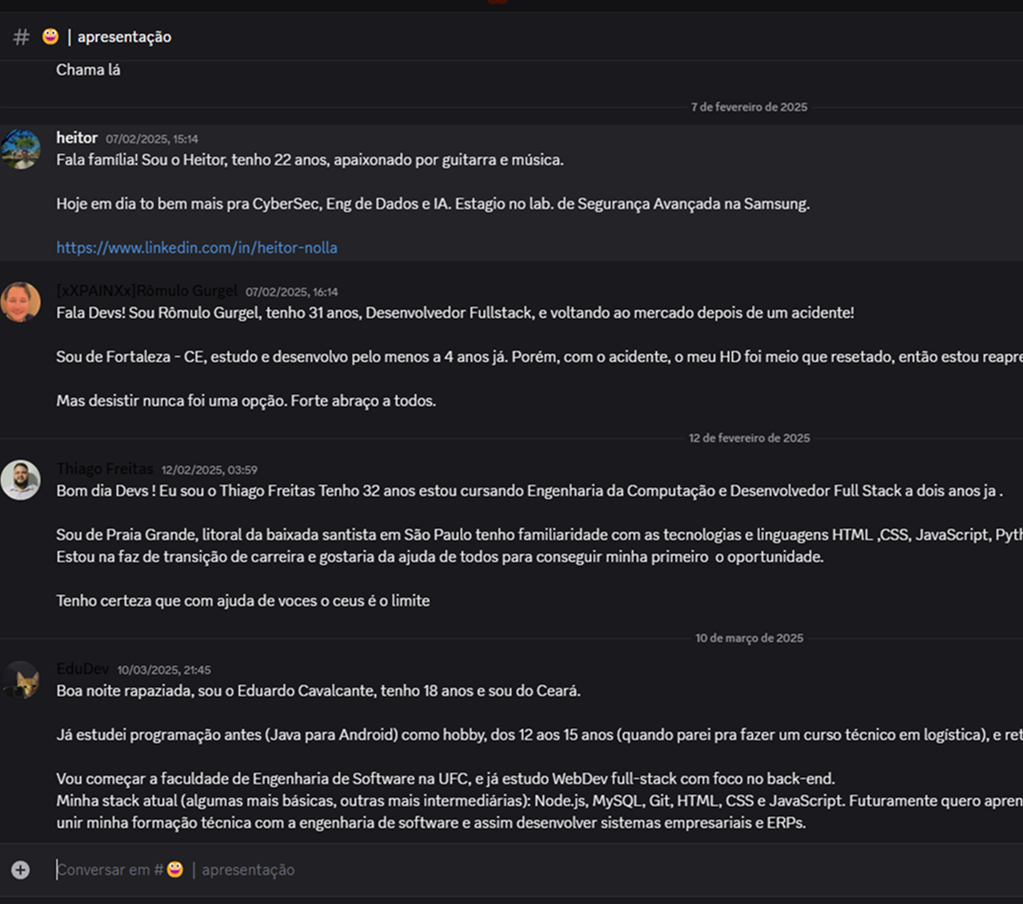 # | apresentação
Chama lá
7 de fevereiro de 2025
heitor 07/02/2025, 15:14
Fala família! Sou o Heitor, tenho 22 anos, apaixonado por guitarra e música.
Hoje em dia to bem mais pra CyberSec, Eng de Dados e IA. Estagio no lab. de Segurança Avançada na Samsung.
https://www.linkedin.com/in/heitor-nolla
[xXPAINXx]Rômulo Gurgel 07/02/2025, 16:14
Fala Devs! Sou Rômulo Gurgel, tenho 31 anos, Desenvolvedor Fullstack, e voltando ao mercado depois de um acidente!
Sou de Fortaleza - CE, estudo e desenvolvo pelo menos a 4 anos já. Porém, com o acidente, o meu HD foi meio que resetado, então estou reapre
Mas desistir nunca foi uma opção. Forte abraço a todos.
12 de fevereiro de 2025
Thiago Freitas 12/02/2025, 03:59
Bom dia Devs ! Eu sou o Thiago Freitas Tenho 32 anos estou cursando Engenharia da Computação e Desenvolvedor Full Stack a dois anos ja .
Sou de Praia Grande, litoral da baixada santista em São Paulo tenho familiaridade com as tecnologias e linguagens HTML ,CSS, JavaScript, Pyth
Estou na faz de transição de carreira e gostaria da ajuda de todos para conseguir minha primeiro o oportunidade.
Tenho certeza que com ajuda de voces o ceus é o limite
10 de março de 2025
EduDev 10/03/2025, 21:45
Boa noite rapaziada, sou o Eduardo Cavalcante, tenho 18 anos e sou do Ceará.
Já estudei programação antes (Java para Android) como hobby, dos 12 aos 15 anos (quando parei pra fazer um curso técnico em logística), e ret
Vou começar a faculdade de Engenharia de Software na UFC, e já estudo WebDev full-stack com foco no back-end.
Minha stack atual (algumas mais básicas, outras mais intermediárias): Node.js, MySQL, Git, HTML, CSS e JavaScript. Futuramente quero apren
unir minha formação técnica com a engenharia de software e assim desenvolver sistemas empresariais e ERPs.
Conversar em # | apresentação